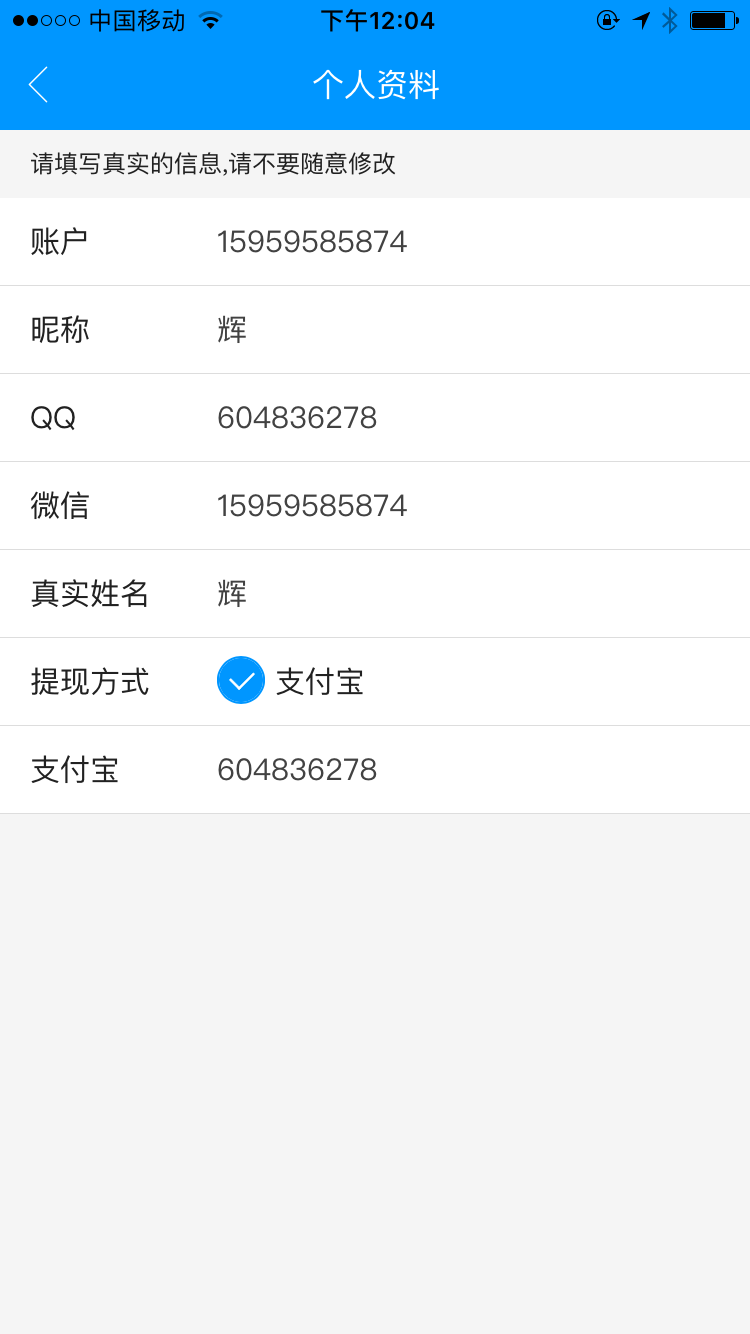 中国移动 下午12:04
个人资料
请填写真实的信息,请不要随意修改
账户 15959585874
昵称 辉
QQ 604836278
微信 15959585874
真实姓名 辉
提现方式 支付宝
支付宝 604836278